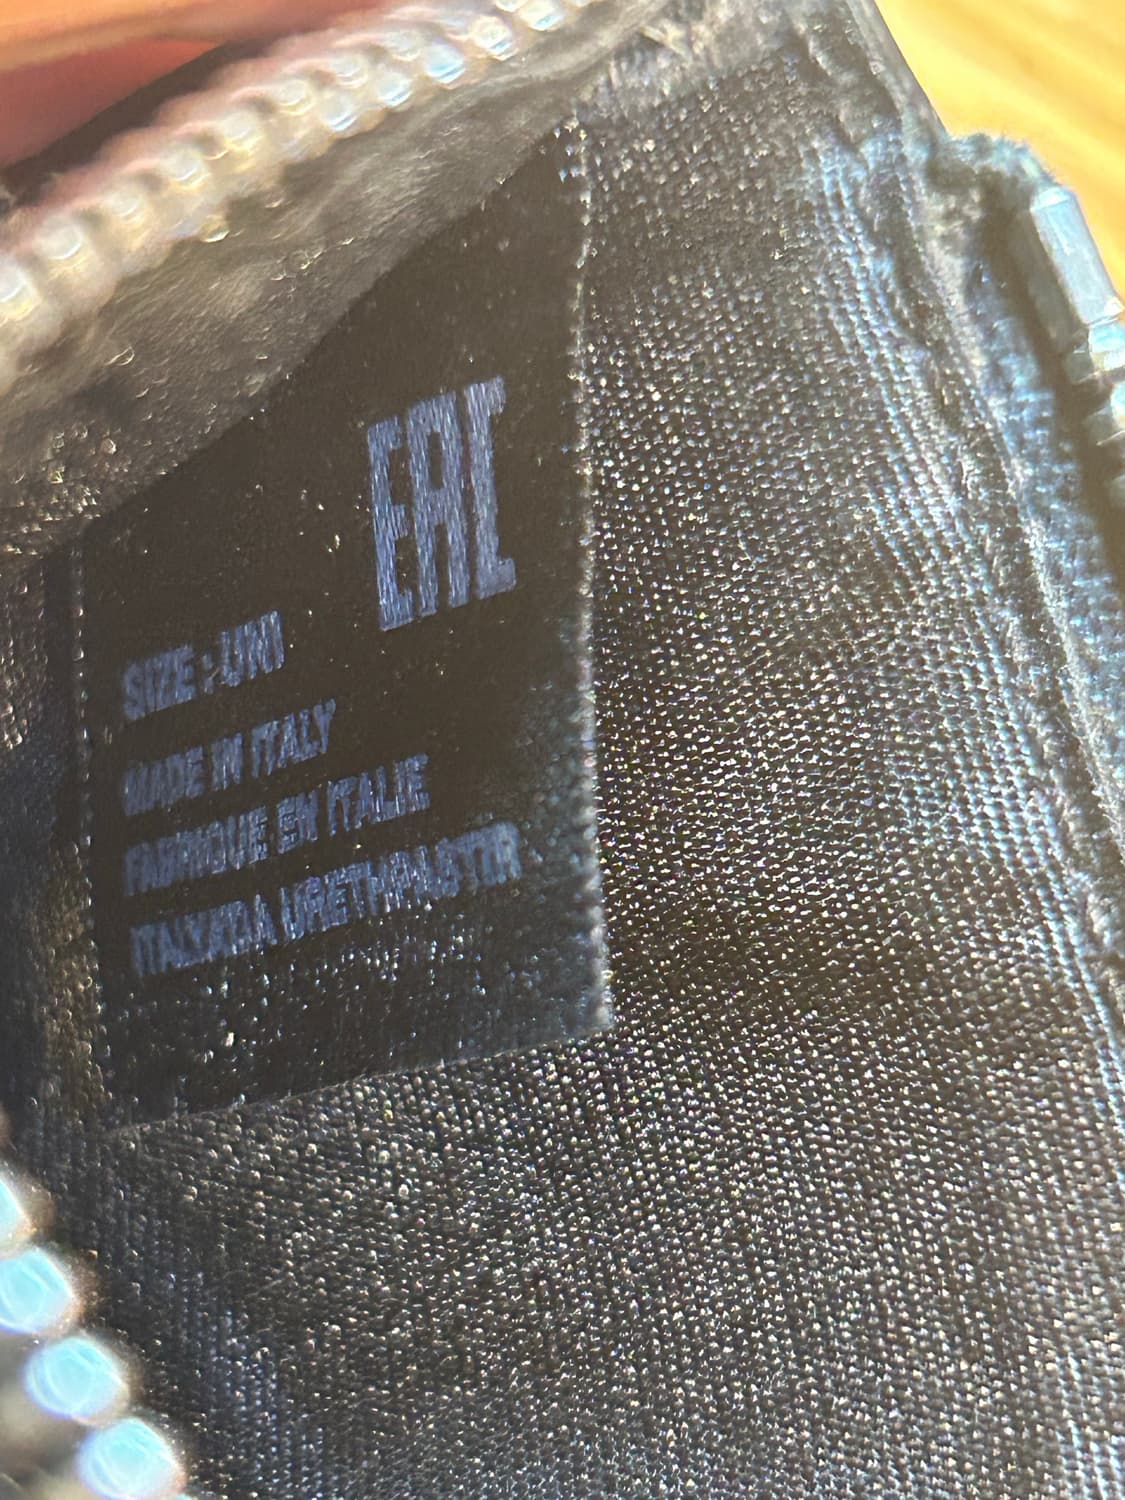 EAC
SIZE : UNI
MADE IN ITALY
FABRIQUE EN ITALIE